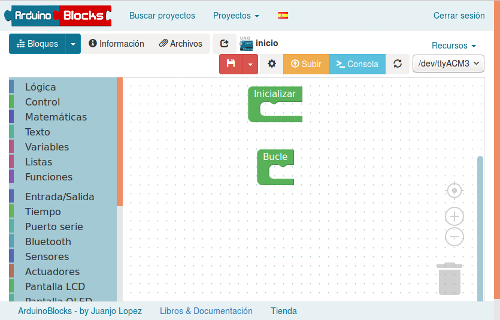 Arduino Blocks
Buscar proyectos
Proyectos
Cerrar sesión
Bloques
Información
Archivos
inicio
Recursos
Subir
Consola
/dev/ttyACM3
Lógica
Control
Matemáticas
Texto
Variables
Listas
Funciones
Entrada/Salida
Tiempo
Puerto serie
Bluetooth
Sensores
Actuadores
Pantalla LCD
Pantalla OLED
Inicializar
Bucle
ArduinoBlocks - by Juanjo Lopez
Libros & Documentación
Tienda